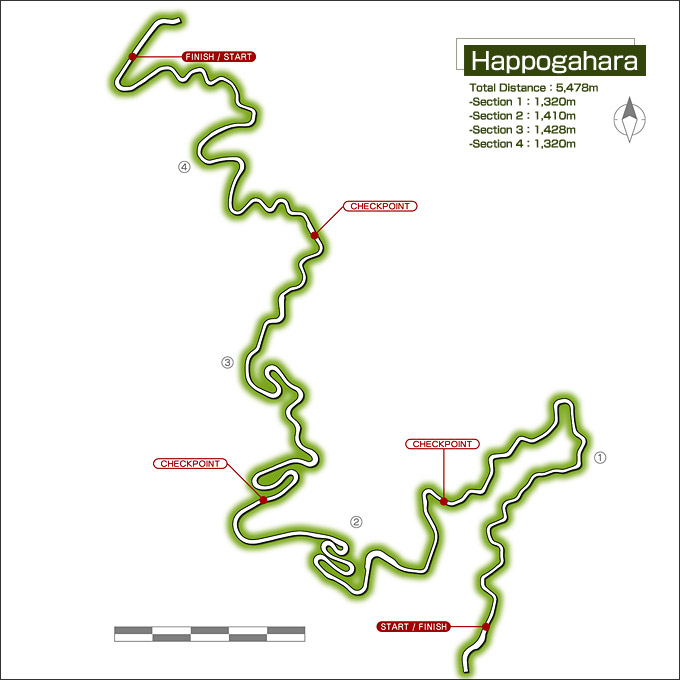 Happogahara
Total Distance : 5,478m
-Section 1 : 1,320m
-Section 2 : 1,410m
-Section 3 : 1,428m
-Section 4 : 1,320m
FINISH / START
④
CHECKPOINT
③
CHECKPOINT
CHECKPOINT
①
②
START / FINISH